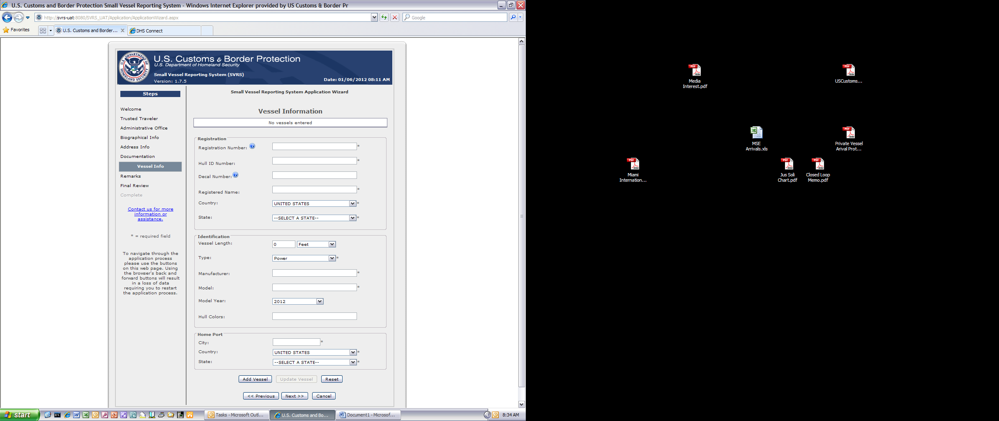 U.S. Customs and Border Protection Small Vessel Reporting System - Windows Internet Explorer provided by US Customs & Border Pr
http://svrs-uat:8080/SVRS_UAT/Application/ApplicationWizard.aspx
Google
Favorites
U.S. Customs and Border...
DHS Connect
U.S. DEPARTMENT OF HOMELAND SECURITY
U.S. Customs & Border Protection
U.S. Department of Homeland Security
Small Vessel Reporting System (SVRS)
Version: 1.7.5
Date: 01/06/2012 08:11 AM
Steps
Welcome
Trusted Traveler
Administrative Office
Biographical Info
Address Info
Documentation
Vessel Info
Remarks
Final Review
Complete
Contact us for more
information or
assistance.
* = required field
To navigate through the
application process
please use the buttons
on this web page. Using
the browser's back and
forward buttons will result
in a loss of data
requiring you to restart
the application process.
Small Vessel Reporting System Application Wizard
Vessel Information
No vessels entered
Registration
Registration Number: ? *
Hull ID Number: *
Decal Number: ?
Registered Name: *
Country: UNITED STATES *
State: --SELECT A STATE-- *
Identification
Vessel Length: 0 Feet
Type: Power *
Manufacturer: *
Model: *
Model Year: 2012
Hull Colors:
Home Port
City: *
Country: UNITED STATES *
State: --SELECT A STATE-- *
Add Vessel Update Vessel Reset
<< Previous Next >> Cancel
Media
Interest.pdf
USCustoms...
MSE
Arrivals.xls
Private Vessel
Arival Prot...
Miami
Internation...
Jus Soli
Chart.pdf
Closed Loop
Memo.pdf
start
Tasks - Microsoft Outl...
U.S. Customs and Bo...
Document1 - Microsof...
8:34 AM